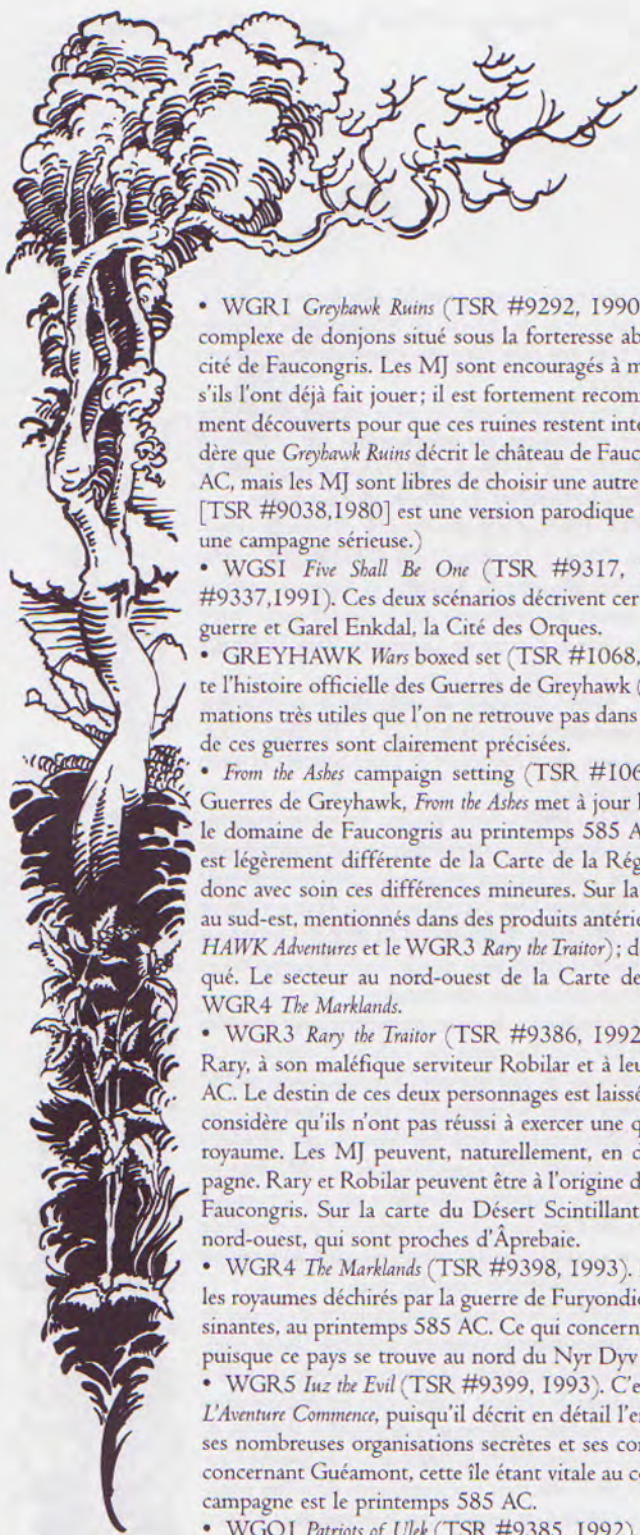 • WGR1 Greyhawk Ruins (TSR #9292, 1990
complexe de donjons situé sous la forteresse ab
cité de Faucongris. Les MJ sont encouragés à m
s'ils l'ont déjà fait jouer; il est fortement recom
ment découverts pour que ces ruines restent inté
dère que Greyhawk Ruins décrit le château de Fauc
AC, mais les MJ sont libres de choisir une autre
[TSR #9038,1980] est une version parodique
une campagne sérieuse.)
• WGS1 Five Shall Be One (TSR #9317,
#9337,1991). Ces deux scénarios décrivent cer
guerre et Garel Enkdal, la Cité des Orques.
• GREYHAWK Wars boxed set (TSR #1068,
te l'histoire officielle des Guerres de Greyhawk (
mations très utiles que l'on ne retrouve pas dans
de ces guerres sont clairement précisées.
• From the Ashes campaign setting (TSR #106
Guerres de Greyhawk, From the Ashes met à jour l
le domaine de Faucongris au printemps 585 A
est légèrement différente de la Carte de la Rég
donc avec soin ces différences mineures. Sur la
au sud-est, mentionnés dans des produits antérie
HAWK Adventures et le WGR3 Rary the Traitor); d
qué. Le secteur au nord-ouest de la Carte de
WGR4 The Marklands.
• WGR3 Rary the Traitor (TSR #9386, 1992
Rary, à son maléfique serviteur Robilar et à leu
AC. Le destin de ces deux personnages est laissé
considère qu'ils n'ont pas réussi à exercer une q
royaume. Les MJ peuvent, naturellement, en d
pagne. Rary et Robilar peuvent être à l'origine d
Faucongris. Sur la carte du Désert Scintillant
nord-ouest, qui sont proches d'Âprebaie.
• WGR4 The Marklands (TSR #9398, 1993).
les royaumes déchirés par la guerre de Furyondie
sinantes, au printemps 585 AC. Ce qui concern
puisque ce pays se trouve au nord du Nyr Dyv
• WGR5 Iuz the Evil (TSR #9399, 1993). C'e
L'Aventure Commence, puisqu'il décrit en détail l'e
ses nombreuses organisations secrètes et ses co
concernant Guéamont, cette île étant vitale au c
campagne est le printemps 585 AC.
• WGQ1 Patriots of Ulek (TSR #9385, 1992)